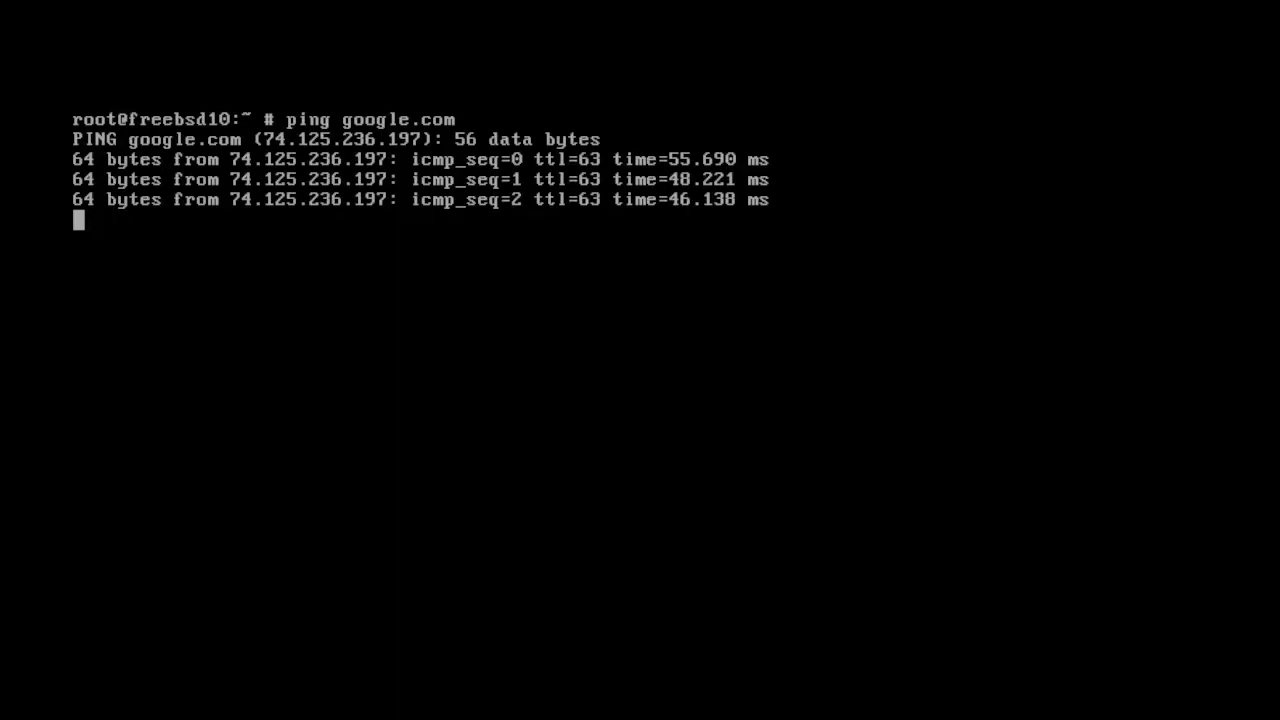 root@freebsd10:~ # ping google.com
PING google.com (74.125.236.197): 56 data bytes
64 bytes from 74.125.236.197: icmp_seq=0 ttl=63 time=55.690 ms
64 bytes from 74.125.236.197: icmp_seq=1 ttl=63 time=48.221 ms
64 bytes from 74.125.236.197: icmp_seq=2 ttl=63 time=46.138 ms